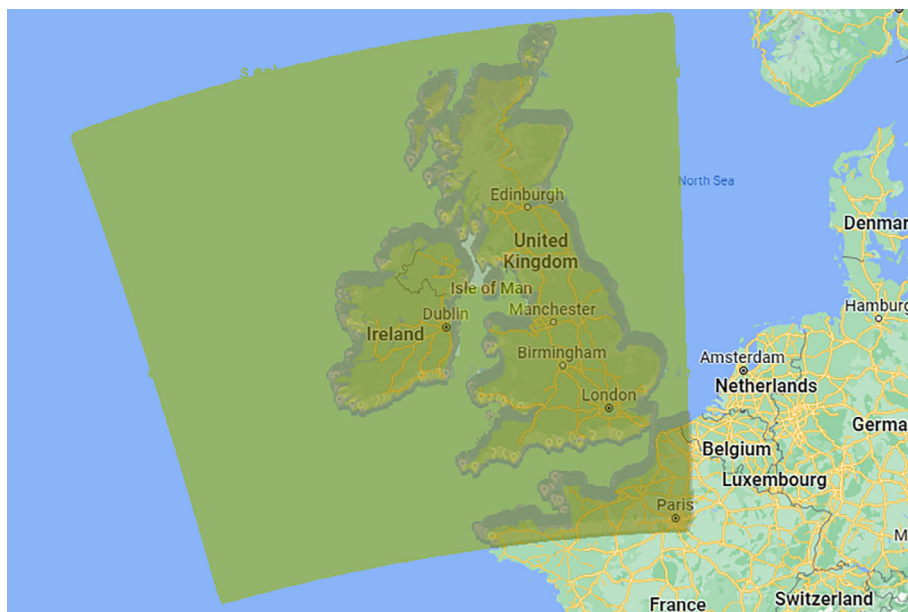 North Sea
Edinburgh
Denmar
United
Kingdom
Isle of Man
Hamburg
Manchester
Dublin
Ireland
Birmingham
Amsterdam
Netherlands
London
Germa
Belgium
Luxembourg
Paris
Switzerland
France